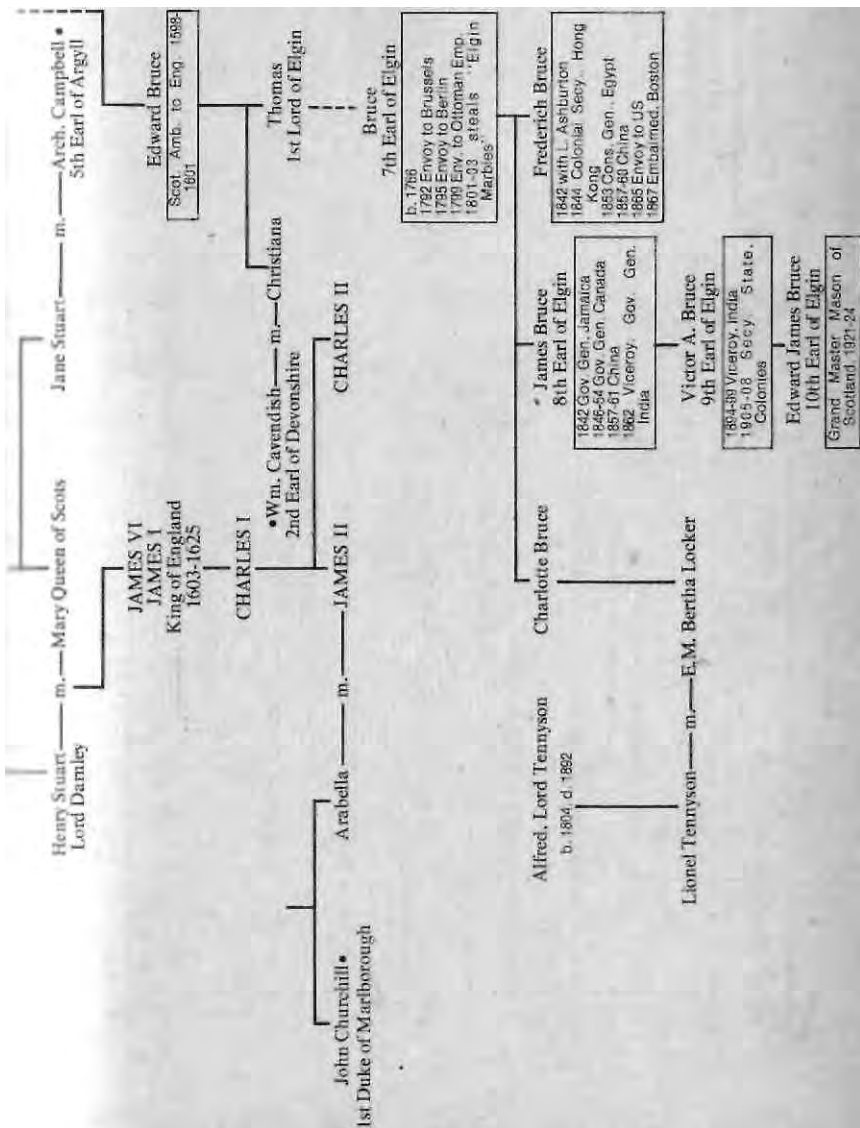 Henry Stuart — m. — Mary Queen of Scots
Lord Darnley
Jane Stuart — m. — Arch. Campbell •
5th Earl of Argyll
JAMES VI
JAMES I
King of England
1603-1625
Edward Bruce
Scot. Amb. to Eng. 1598-
1601
CHARLES I
• Wm. Cavendish — m. — Christiana
2nd Earl of Devonshire
Thomas
1st Lord of Elgin
John Churchill •
1st Duke of Marlborough
Arabella — m. — JAMES II
CHARLES II
Bruce
7th Earl of Elgin
b. 1766
1792 Envoy to Brussels
1795 Envoy to Berlin
1799 Env. to Ottoman Emp.
1801-03 steals "Elgin
Marbles"
Alfred, Lord Tennyson
b. 1804, d. 1892
Charlotte Bruce
James Bruce
8th Earl of Elgin
1842 Gov. Gen. Jamaica
1846-54 Gov. Gen. Canada
1857-61 China
1862 Viceroy, Gov. Gen.
India
Frederich Bruce
1842 with L. Ashburton
1844 Colonial Secy., Hong
Kong
1853 Cons. Gen., Egypt
1857-60 China
1865 Envoy to US
1867 Embalmed, Boston
Lionel Tennyson — m. — E.M. Bertha Locker
Victor A. Bruce
9th Earl of Elgin
1894-99 Viceroy, India
1905-08 Secy. State,
Colonies
Edward James Bruce
10th Earl of Elgin
Grand Master Mason of
Scotland, 1921-24